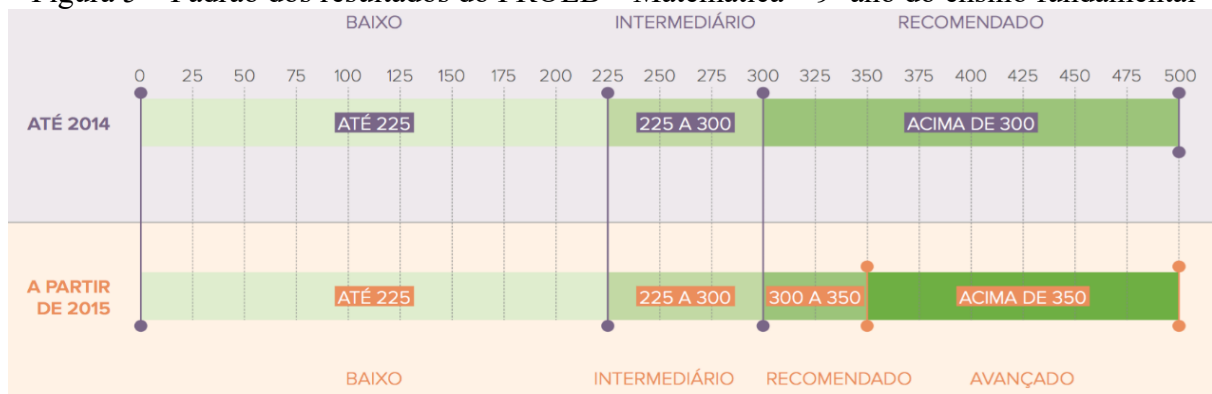 BAIXO INTERMEDIÁRIO RECOMENDADO
0 25 50 75 100 125 150 175 200 225 250 275 300 325 350 375 400 425 450 475 500
ATÉ 2014 ATÉ 225 225 A 300 ACIMA DE 300
A PARTIR
DE 2015
ATÉ 225 225 A 300 300 A 350 ACIMA DE 350
BAIXO INTERMEDIÁRIO RECOMENDADO AVANÇADO